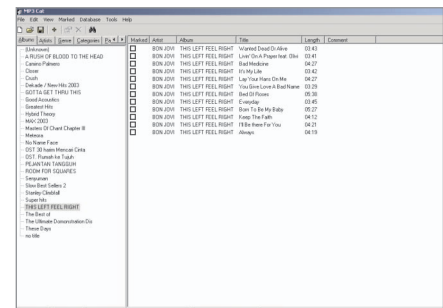 MP3 Cat
File Edit View Marked Database Tools Help
Albums Artists Genre Categories Pa
Marked Artist Album Title Length Comment
(Unknown)
A RUSH OF BLOOD TO THE HEAD
Camino Palmero
Clover
Crush
Dekade / New Hits 2003
GOTTA GET THRU THIS
Good Acoustics
Greatest Hits
Hybrid Theory
MAX 2003
Masters Of Chant Chapter III
Meteora
No Name Face
OST 30 hario Mencari Cinta
OST. Rumah ke Tujuh
PEJANTAN TANGGUH
ROOM FOR SQUARES
Senyuman
Slow Best Sellers 2
Stanley Climbfall
Super hits
THIS LEFT FEEL RIGHT
The Best of
The Ultimate Demonstration Dis
These Days
no title
BON JOVI THIS LEFT FEEL RIGHT Wanted Dead Or Alive 03:43
BON JOVI THIS LEFT FEEL RIGHT Livin' On A Prayer feat. Olivi 03:41
BON JOVI THIS LEFT FEEL RIGHT Bad Medicine 04:27
BON JOVI THIS LEFT FEEL RIGHT It's My Life 03:42
BON JOVI THIS LEFT FEEL RIGHT Lay Your Hans On Me 04:27
BON JOVI THIS LEFT FEEL RIGHT You Give Love A Bad Name 03:29
BON JOVI THIS LEFT FEEL RIGHT Bed Of Roses 05:38
BON JOVI THIS LEFT FEEL RIGHT Everyday 03:45
BON JOVI THIS LEFT FEEL RIGHT Born To Be My Baby 05:27
BON JOVI THIS LEFT FEEL RIGHT Keep The Faith 04:12
BON JOVI THIS LEFT FEEL RIGHT I'll Be there For You 04:21
BON JOVI THIS LEFT FEEL RIGHT Always 04:19